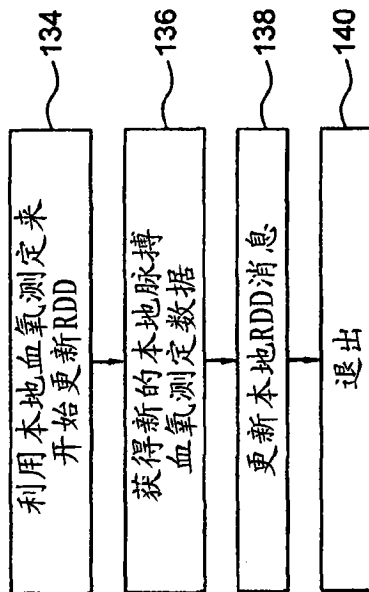 利用本地血氧测定来
开始更新RDD
134
获得新的本地脉搏
血氧测定数据
136
更新本地RDD消息
138
退出
140